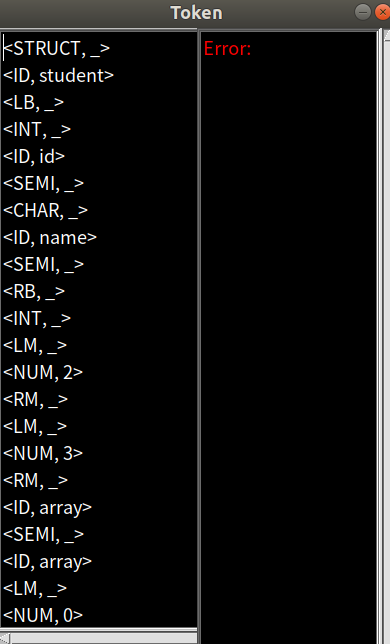 Token
<STRUCT, _>
<ID, student>
<LB, _>
<INT, _>
<ID, id>
<SEMI, _>
<CHAR, _>
<ID, name>
<SEMI, _>
<RB, _>
<INT, _>
<LM, _>
<NUM, 2>
<RM, _>
<LM, _>
<NUM, 3>
<RM, _>
<ID, array>
<SEMI, _>
<ID, array>
<LM, _>
<NUM, 0>
Error: